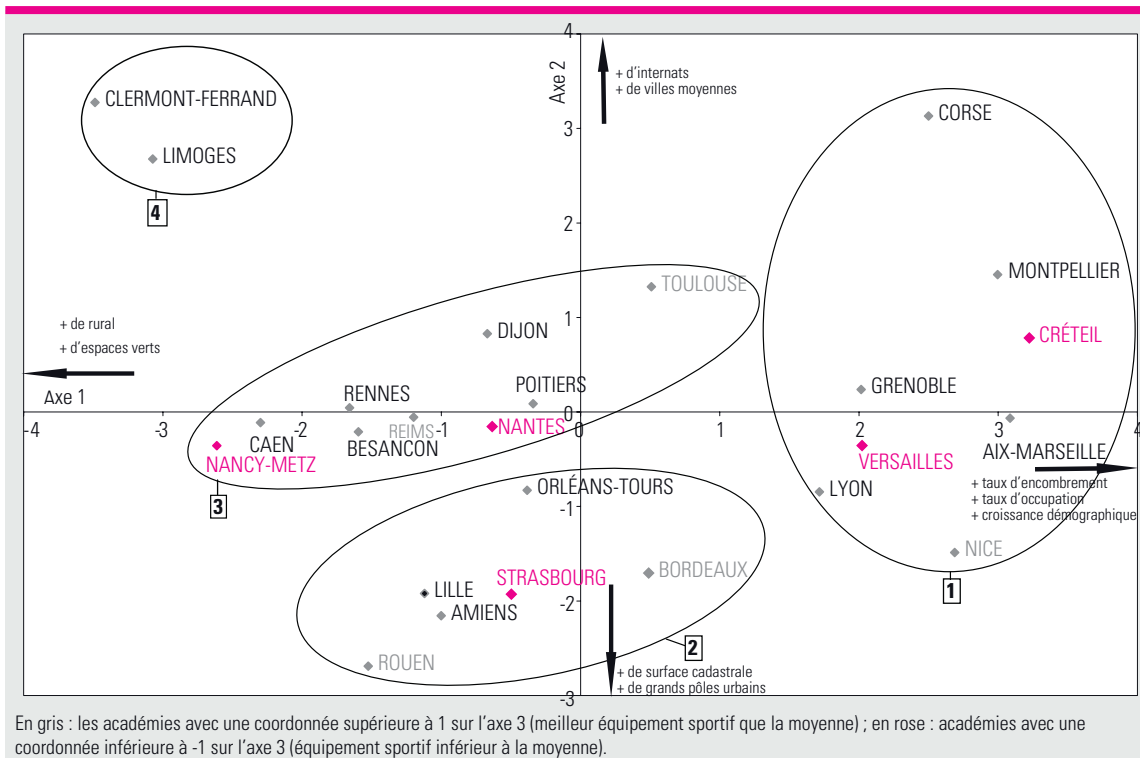 4
Axe 2
+ d'internats
+ de villes moyennes
CLERMONT-FERRAND
LIMOGES
4
3
CORSE
2
MONTPELLIER
TOULOUSE
+ de rural
+ d'espaces verts
1
DIJON
CRÉTEIL
Axe 1
RENNES
POITIERS
GRENOBLE
0
-4
-3
-2
-1
0
1
2
3
4
CAEN
REIMS
NANTES
BESANÇON
NANCY-METZ
AIX-MARSEILLE
VERSAILLES
3
ORLÉANS-TOURS
LYON
+ taux d'encombrement
+ taux d'occupation
+ croissance démographique
-1
NICE
STRASBOURG
BORDEAUX
LILLE
1
-2
AMIENS
ROUEN
2
+ de surface cadastrale
+ de grands pôles urbains
-3
En gris : les académies avec une coordonnée supérieure à 1 sur l'axe 3 (meilleur équipement sportif que la moyenne) ; en rose : académies avec une
coordonnée inférieure à -1 sur l'axe 3 (équipement sportif inférieur à la moyenne).